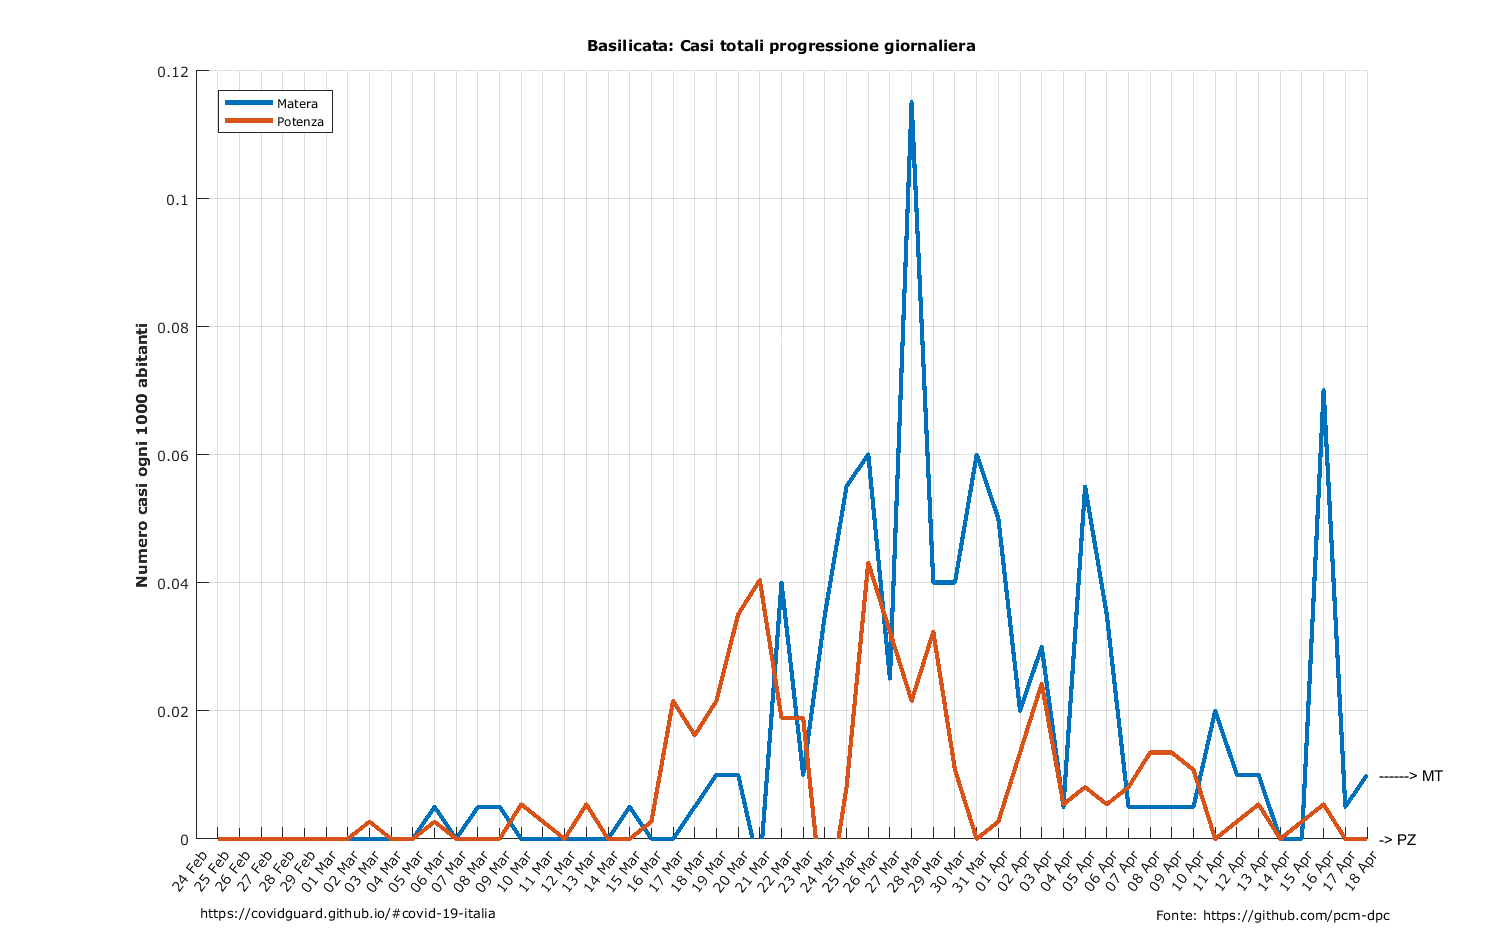 Basilicata: Casi totali progressione giornaliera
0.12
0.1
0.08
0.06
0.04
0.02
0
Numero casi ogni 1000 abitanti
Matera
Potenza
------> MT
-> PZ
24 Feb
25 Feb
26 Feb
27 Feb
28 Feb
29 Feb
01 Mar
02 Mar
03 Mar
04 Mar
05 Mar
06 Mar
07 Mar
08 Mar
09 Mar
10 Mar
11 Mar
12 Mar
13 Mar
14 Mar
15 Mar
16 Mar
17 Mar
18 Mar
19 Mar
20 Mar
21 Mar
22 Mar
23 Mar
24 Mar
25 Mar
26 Mar
27 Mar
28 Mar
29 Mar
30 Mar
31 Mar
01 Apr
02 Apr
03 Apr
04 Apr
05 Apr
06 Apr
07 Apr
08 Apr
09 Apr
10 Apr
11 Apr
12 Apr
13 Apr
14 Apr
15 Apr
16 Apr
17 Apr
18 Apr
https://covidguard.github.io/#covid-19-italia
Fonte: https://github.com/pcm-dpc